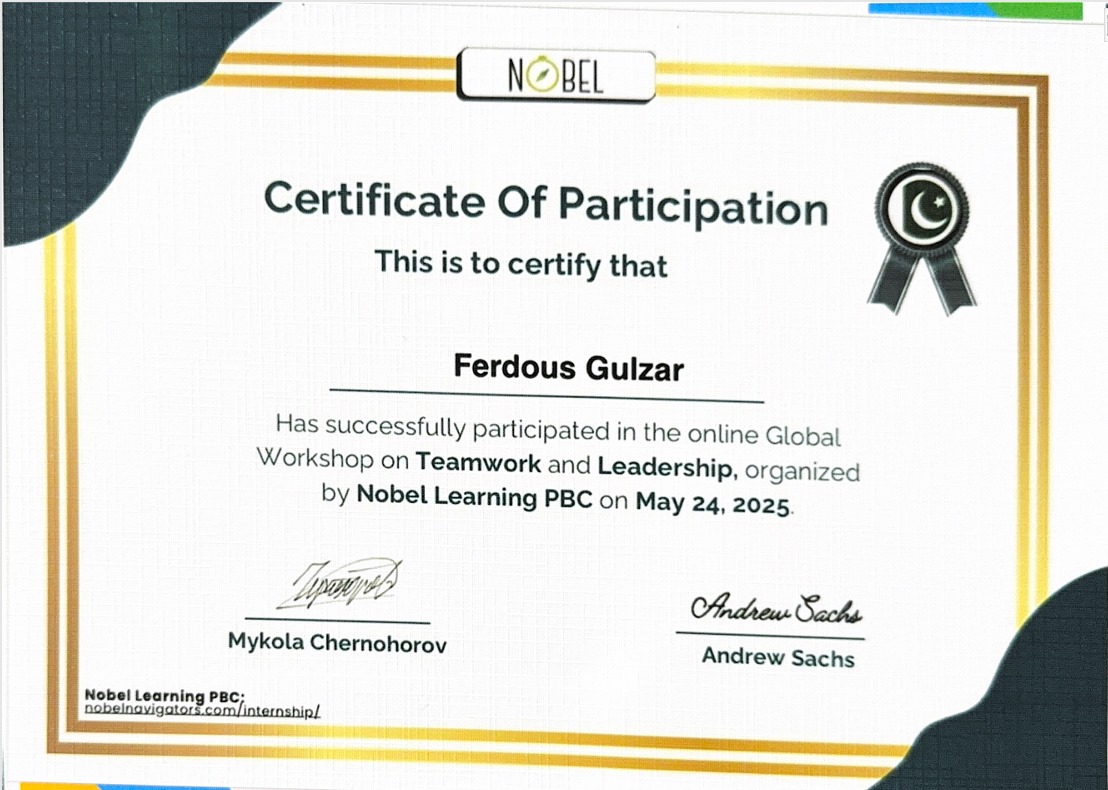 NOBEL
Certificate Of Participation
This is to certify that
Ferdous Gulzar
Has successfully participated in the online Global
Workshop on Teamwork and Leadership, organized
by Nobel Learning PBC on May 24, 2025.
Andrew Sachs
Mykola Chernohorov
Andrew Sachs
Nobel Learning PBC:
nobelnavigators.com/internship/